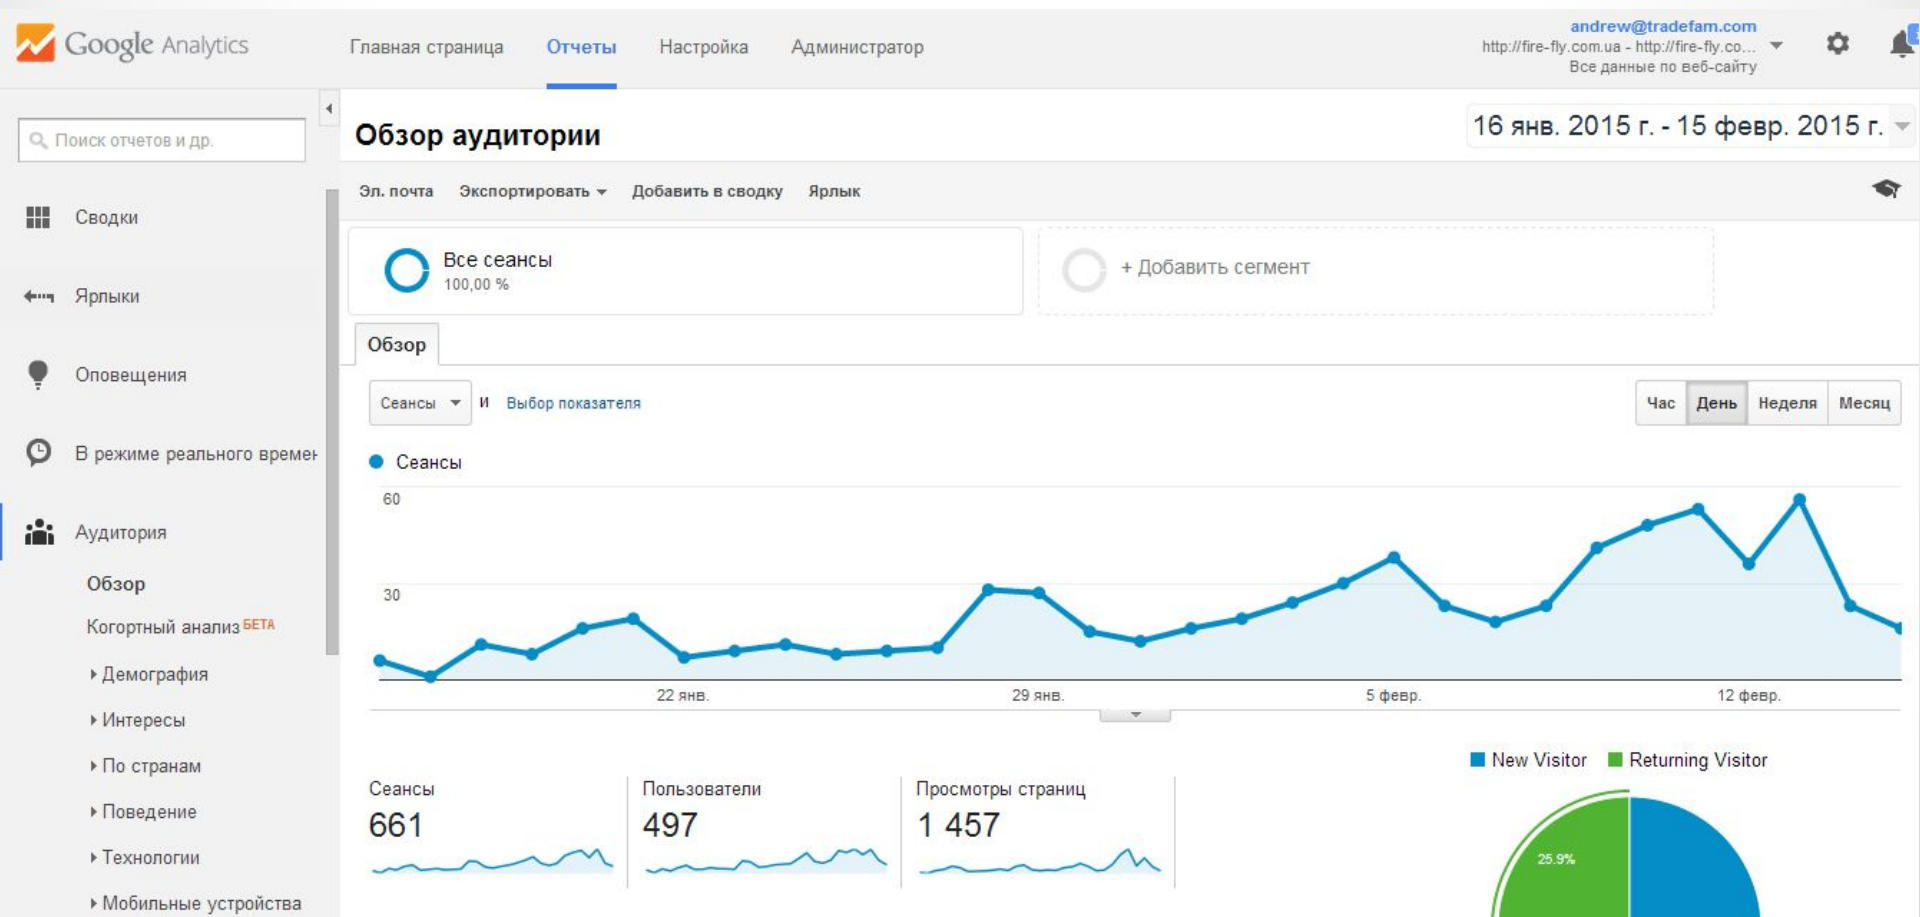 Google Analytics
Главная страница
Отчеты
Настройка
Администратор
andrew@tradefam.com
http://fire-fly.com.ua - http://fire-fly.co...
Все данные по веб-сайту
Поиск отчетов и др.
Сводки
Ярлыки
Оповещения
В режиме реального времен
Аудитория
Обзор
Когортный анализ БЕТА
Демография
Интересы
По странам
Поведение
Технологии
Мобильные устройства
Обзор аудитории
16 янв. 2015 г. - 15 февр. 2015 г.
Эл. почта
Экспортировать
Добавить в сводку
Ярлык
Все сеансы
100,00 %
+ Добавить сегмент
Обзор
Сеансы
и
Выбор показателя
Час
День
Неделя
Месяц
Сеансы
60
30
22 янв.
29 янв.
5 февр.
12 февр.
Сеансы
661
Пользователи
497
Просмотры страниц
1 457
New Visitor
Returning Visitor
25.9%